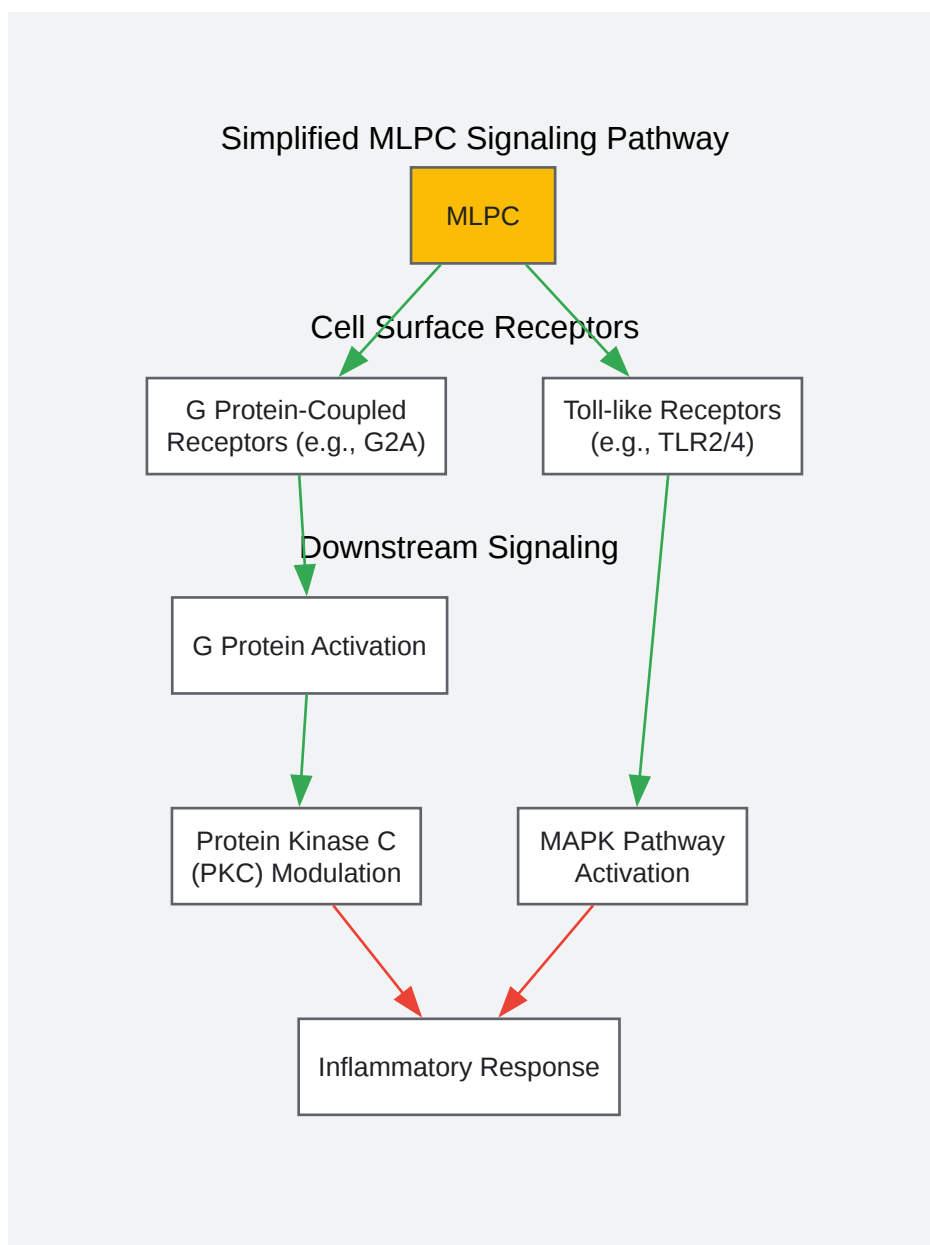 Simplified MLPC Signaling Pathway
MLPC
Cell Surface Receptors
G Protein-Coupled
Receptors (e.g., G2A)
Toll-like Receptors
(e.g., TLR2/4)
Downstream Signaling
G Protein Activation
Protein Kinase C
(PKC) Modulation
MAPK Pathway
Activation
Inflammatory Response